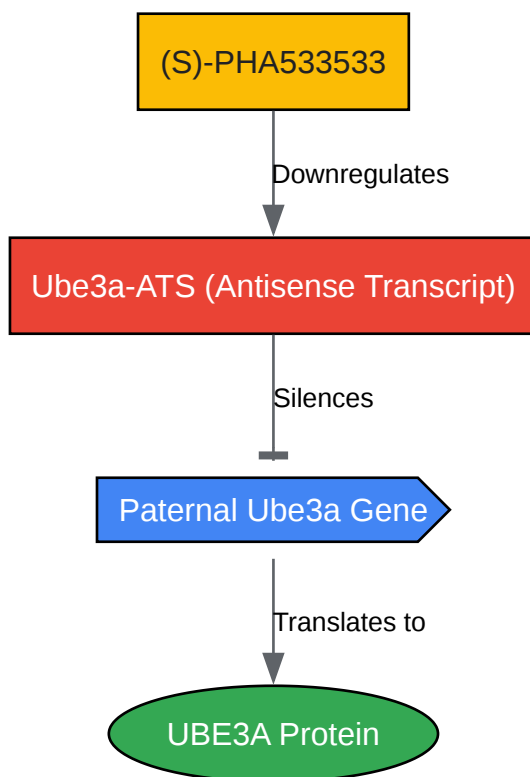 (S)-PHA533533
Downregulates
Ube3a-ATS (Antisense Transcript)
Silences
Paternal Ube3a Gene
Translates to
UBE3A Protein